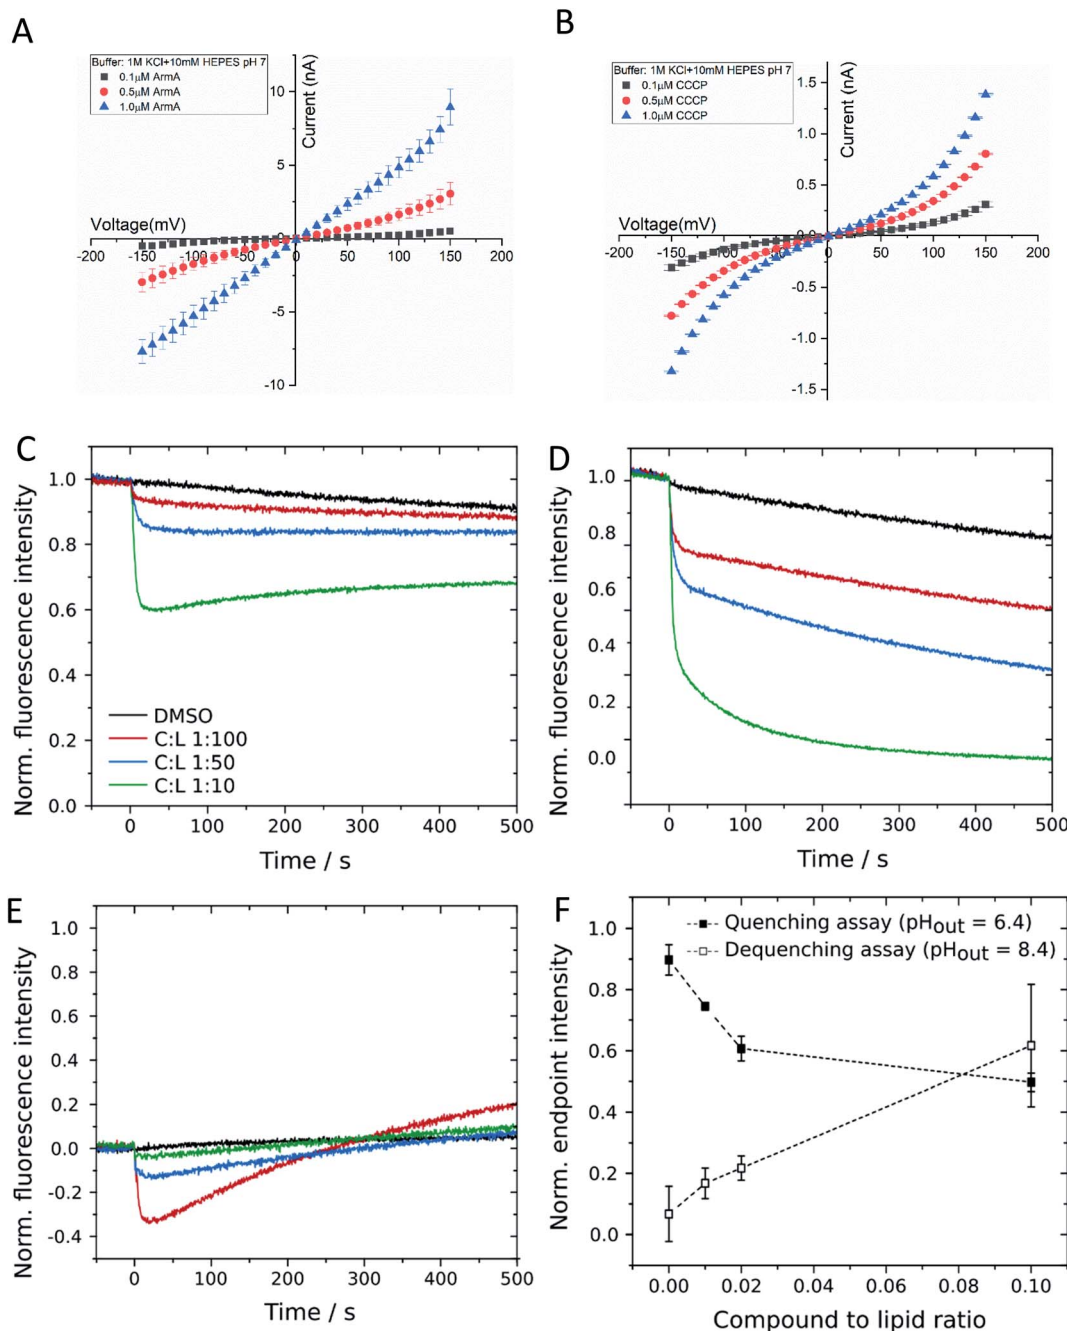 A
Buffer: 1M KCl+10mM HEPES pH 7
0.1μM ArmA
0.5μM ArmA
1.0μM ArmA
Current (nA)
10
5
0
-5
-10
Voltage(mV)
-200 -150 -100 -50 0 50 100 150 200
B
Buffer: 1M KCl+10mM HEPES pH 7
0.1μM CCCP
0.5μM CCCP
1.0μM CCCP
Current (nA)
1.5
1.0
0.5
0.0
-0.5
-1.0
-1.5
Voltage(mV)
-200 -150 -100 -50 0 50 100 150 200
C
Norm. fluorescence intensity
1.0
0.8
0.6
0.4
0.2
0.0
DMSO
C:L 1:100
C:L 1:50
C:L 1:10
0 100 200 300 400 500
Time / s
D
Norm. fluorescence intensity
1.0
0.8
0.6
0.4
0.2
0.0
0 100 200 300 400 500
Time / s
E
Norm. fluorescence intensity
1.0
0.8
0.6
0.4
0.2
0.0
-0.2
-0.4
0 100 200 300 400 500
Time / s
F
Quenching assay (pHout = 6.4)
Dequenching assay (pHout = 8.4)
Norm. endpoint intensity
1.0
0.8
0.6
0.4
0.2
0.0
0.00 0.02 0.04 0.06 0.08 0.10
Compound to lipid ratio